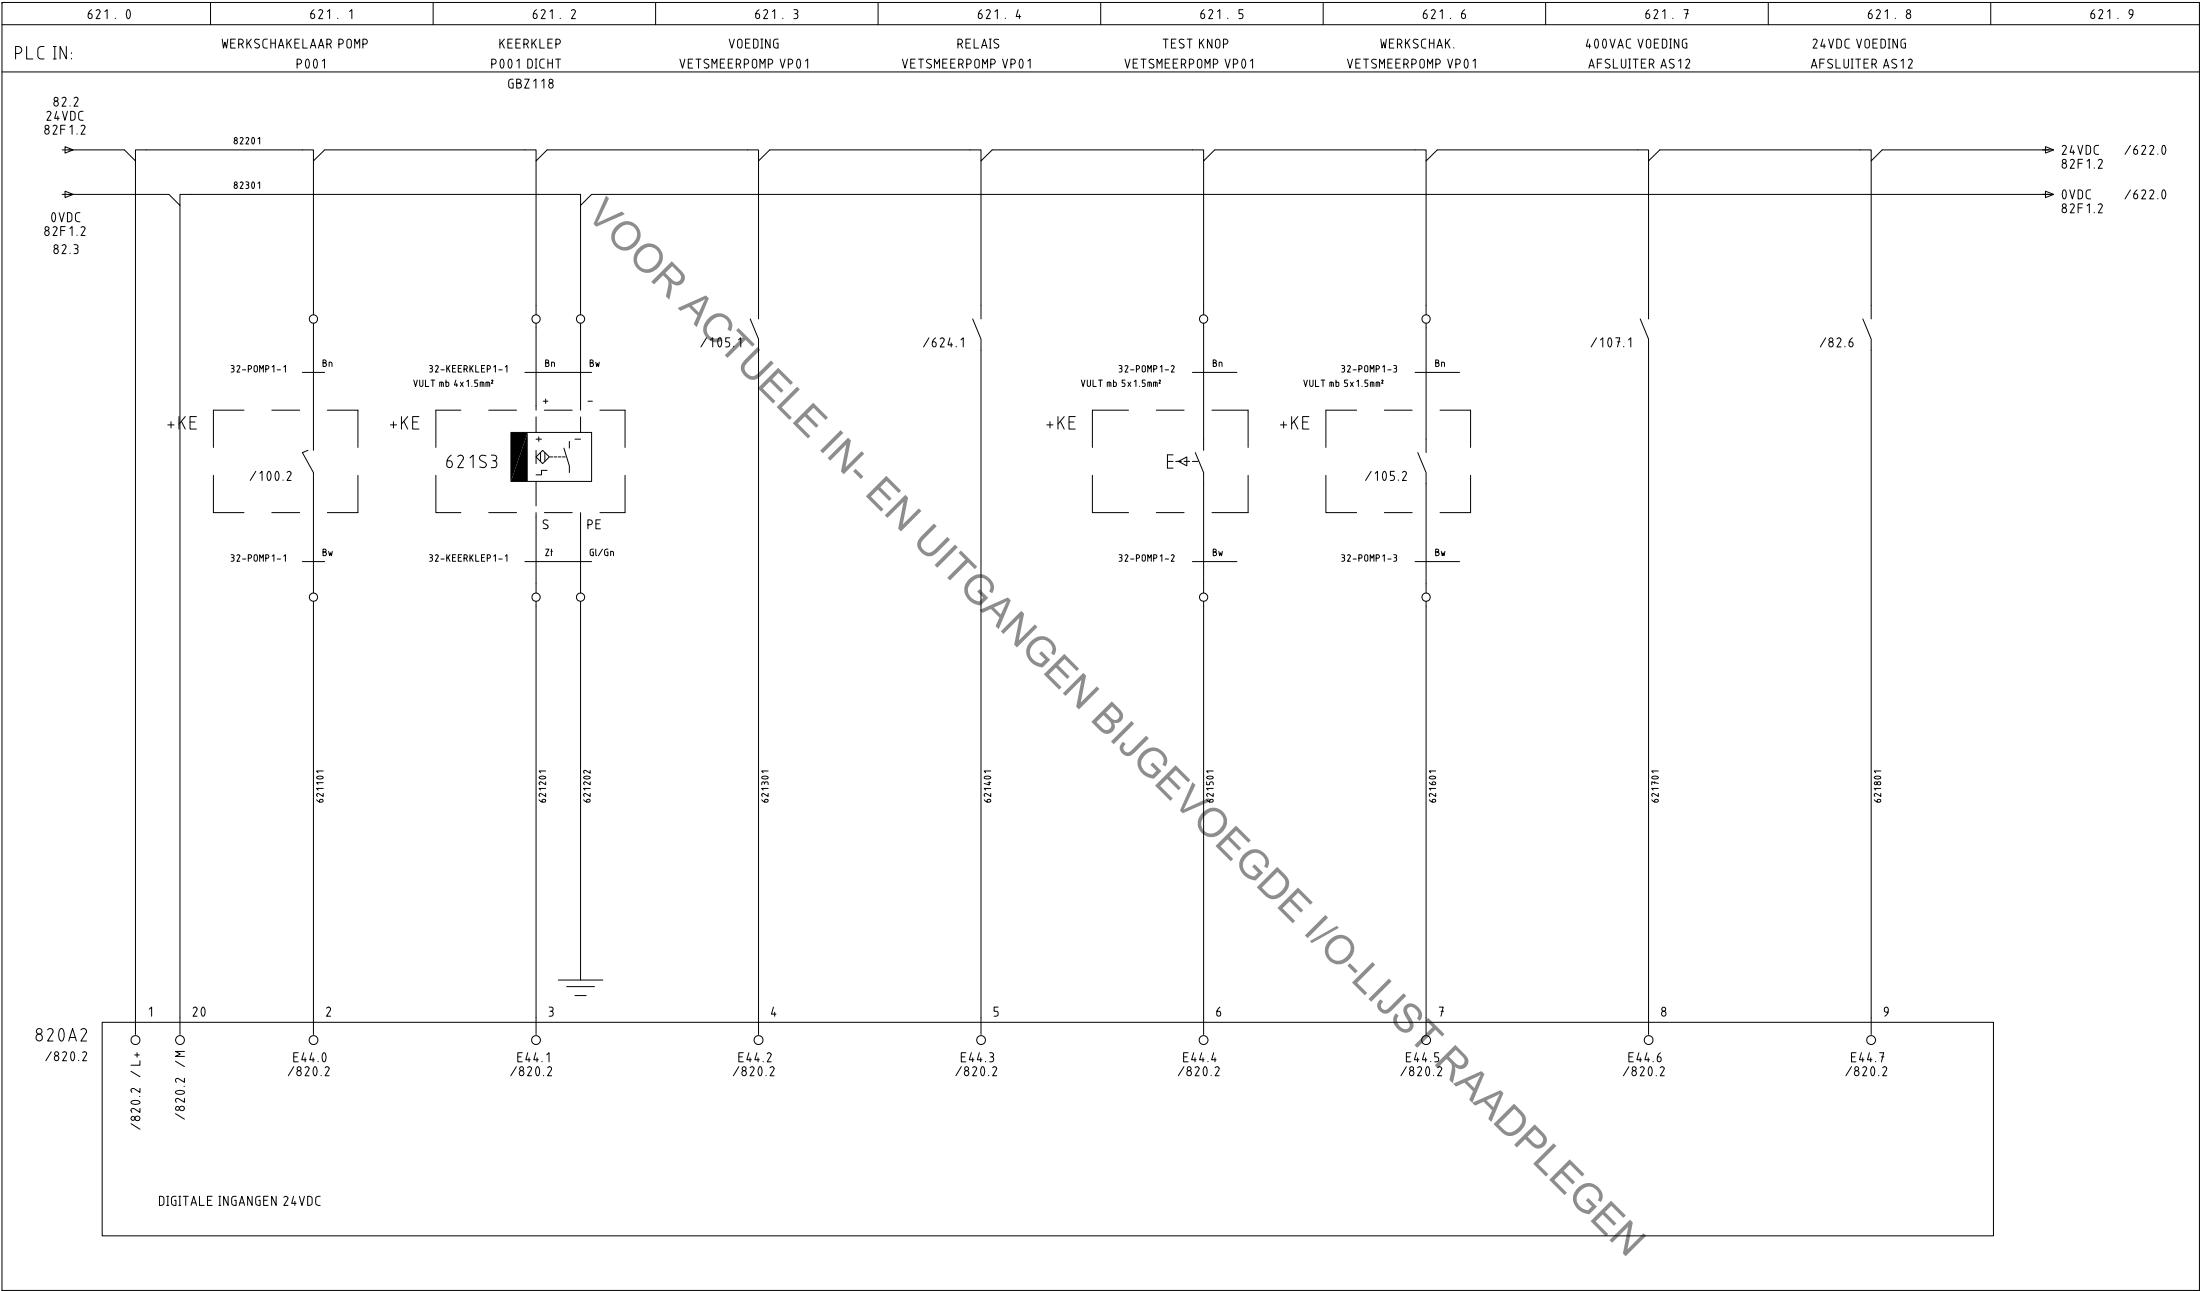 621. 0 621. 1 621. 2 621. 3 621. 4 621. 5 621. 6 621. 7 621. 8 621. 9
PLC IN:
WERKSCHAKELAAR POMP
P001
KEERKLEP
P001 DICHT
GBZ118
VOEDING
VETSMEERPOMP VP01
RELAIS
VETSMEERPOMP VP01
TEST KNOP
VETSMEERPOMP VP01
WERKSCHAK.
VETSMEERPOMP VP01
400VAC VOEDING
AFSLUITER AS12
24VDC VOEDING
AFSLUITER AS12
82.2
24VDC
82F1.2
82201
24VDC /622.0
82F1.2
82301
0VDC /622.0
82F1.2
0VDC
82F1.2
82.3
/105.1
/624.1
/107.1
/82.6
32-POMP1-1 Bn
32-KEERKLEP1-1 Bn Bw
VULT mb 4x1.5mm²
32-POMP1-2 Bn
VULT mb 5x1.5mm²
32-POMP1-3 Bn
VULT mb 5x1.5mm²
+ -
+KE
/100.2
+KE
621S3
+ -
+KE
E
+KE
/105.2
S PE
32-POMP1-1 Bw
32-KEERKLEP1-1 Zt Gl/Gn
32-POMP1-2 Bw
32-POMP1-3 Bw
621101
621201
621202
621301
621401
621501
621601
621701
621801
1 20 2 3 4 5 6 7 8 9
820A2
/820.2
/820.2 /L+
/820.2 /M
E44.0
/820.2
E44.1
/820.2
E44.2
/820.2
E44.3
/820.2
E44.4
/820.2
E44.5
/820.2
E44.6
/820.2
E44.7
/820.2
DIGITALE INGANGEN 24VDC
VOOR ACTUELE IN- EN UITGANGEN BIJGEVOEGDE I/O-LIJST RAADPLEGEN